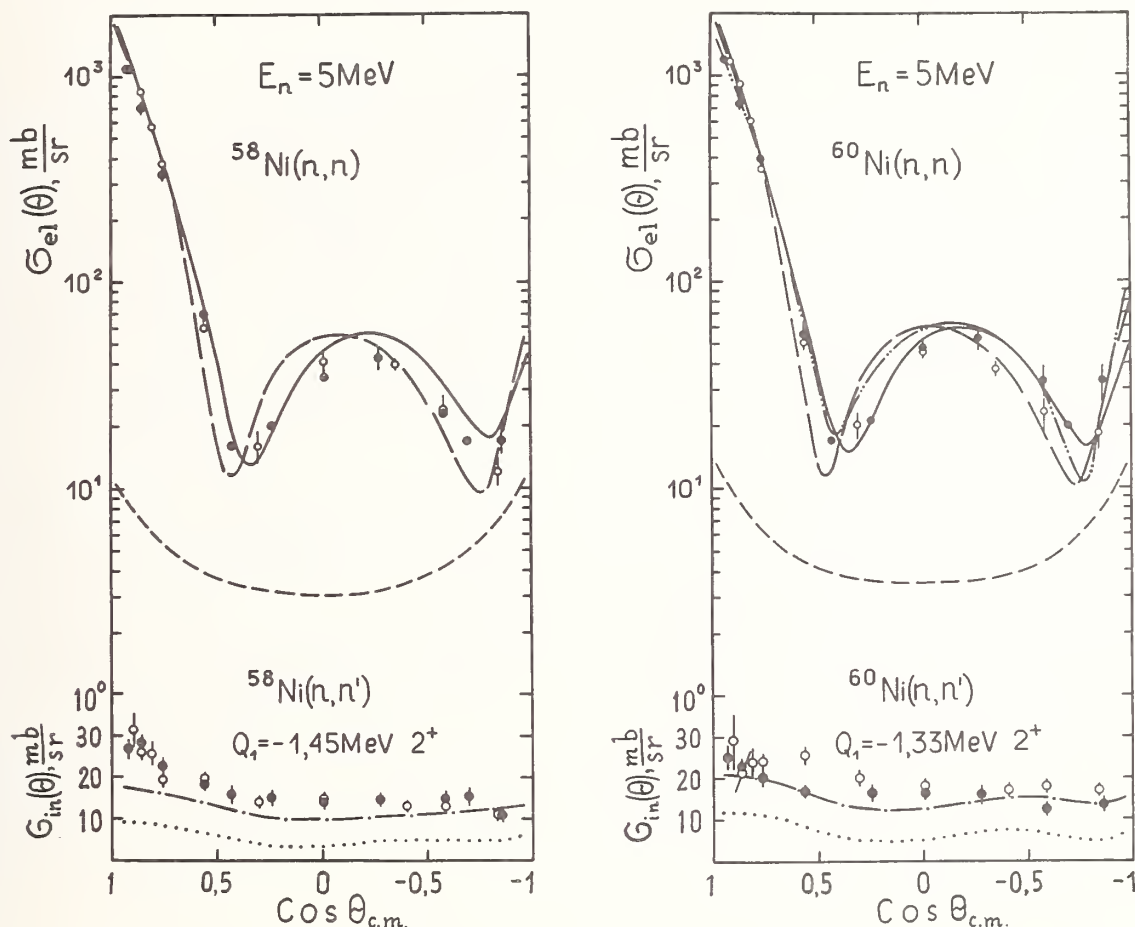 E_n = 5MeV
⁵⁸Ni(n,n)
σ_el(θ), mb/sr
10³
10²
10¹
10⁰
⁵⁸Ni(n,n')
Q₁=-1,45MeV 2⁺
σ_in(θ), mb/sr
30
20
10
1 0,5 0 -0,5 -1
Cos θ_c.m.
E_n = 5MeV
⁶⁰Ni(n,n)
σ_el(θ), mb/sr
10³
10²
10¹
10⁰
⁶⁰Ni(n,n')
Q₁=-1,33MeV 2⁺
σ_in(θ), mb/sr
30
20
10
1 0,5 0 -0,5 -1
Cos θ_c.m.